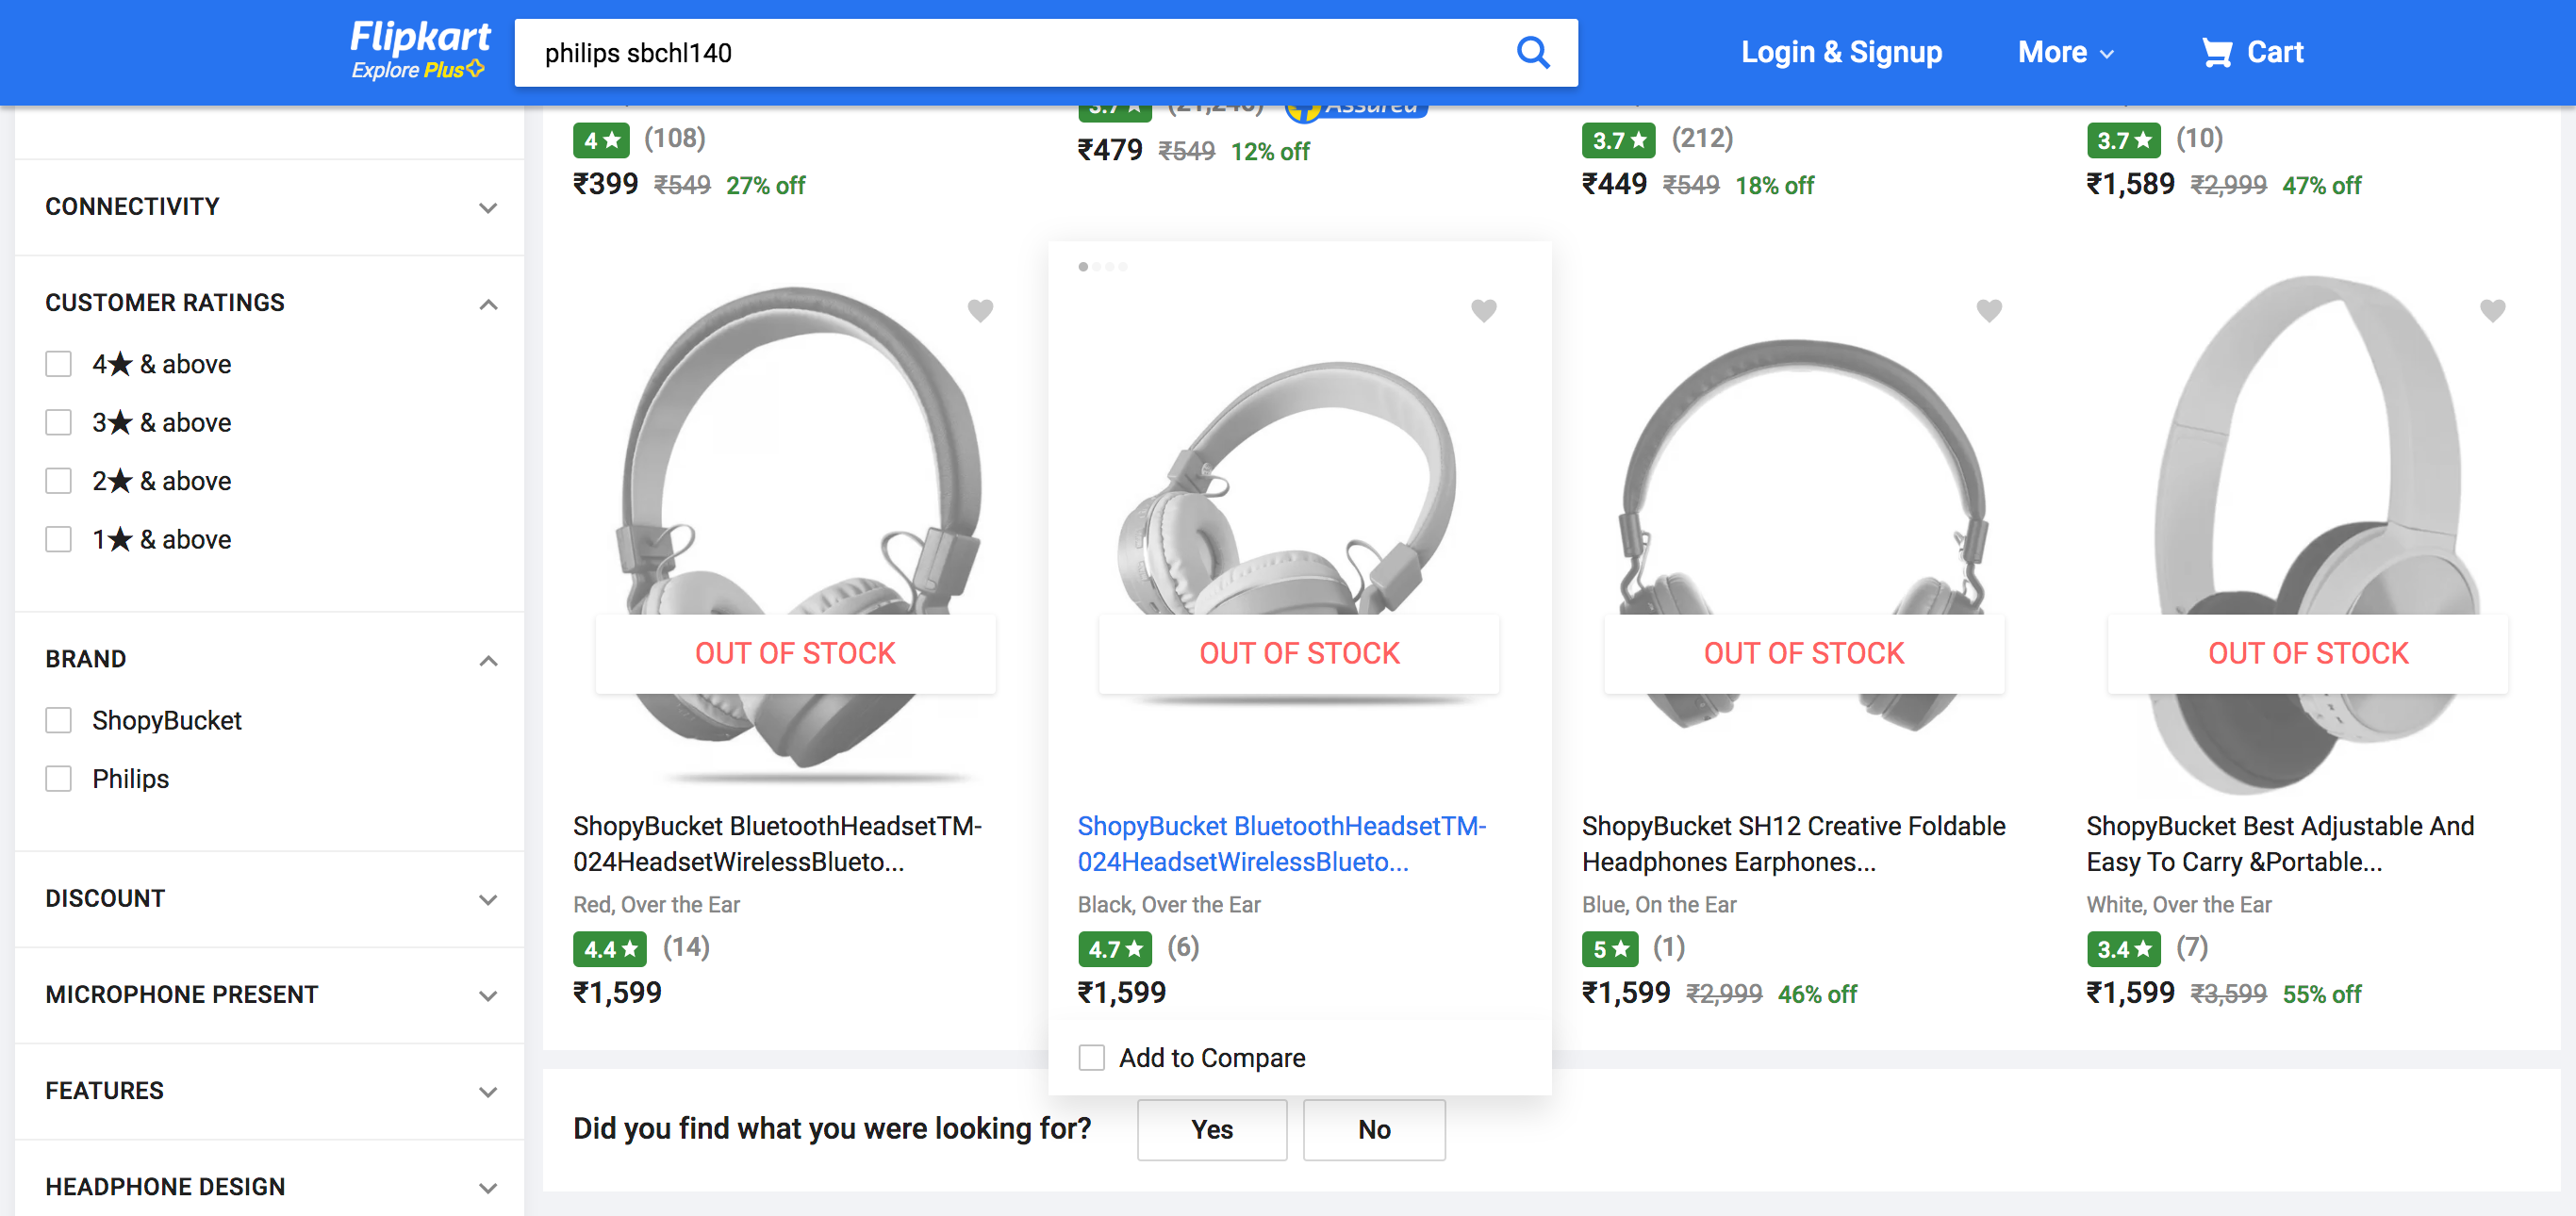 Flipkart
Explore Plus
philips sbchl140
Login & Signup
More
Cart
CONNECTIVITY
CUSTOMER RATINGS
4★ & above
3★ & above
2★ & above
1★ & above
BRAND
ShopyBucket
Philips
DISCOUNT
MICROPHONE PRESENT
FEATURES
HEADPHONE DESIGN
4★ (108)
₹399 ₹549 27% off
3.7★ (21,246) Assured
₹479 ₹549 12% off
3.7★ (212)
₹449 ₹549 18% off
3.7★ (10)
₹1,589 ₹2,999 47% off
OUT OF STOCK
ShopyBucket BluetoothHeadsetTM-
024HeadsetWirelessBlueto...
Red, Over the Ear
4.4★ (14)
₹1,599
OUT OF STOCK
ShopyBucket BluetoothHeadsetTM-
024HeadsetWirelessBlueto...
Black, Over the Ear
4.7★ (6)
₹1,599
Add to Compare
OUT OF STOCK
ShopyBucket SH12 Creative Foldable
Headphones Earphones...
Blue, On the Ear
5★ (1)
₹1,599 ₹2,999 46% off
OUT OF STOCK
ShopyBucket Best Adjustable And
Easy To Carry &Portable...
White, Over the Ear
3.4★ (7)
₹1,599 ₹3,599 55% off
Did you find what you were looking for?
Yes
No